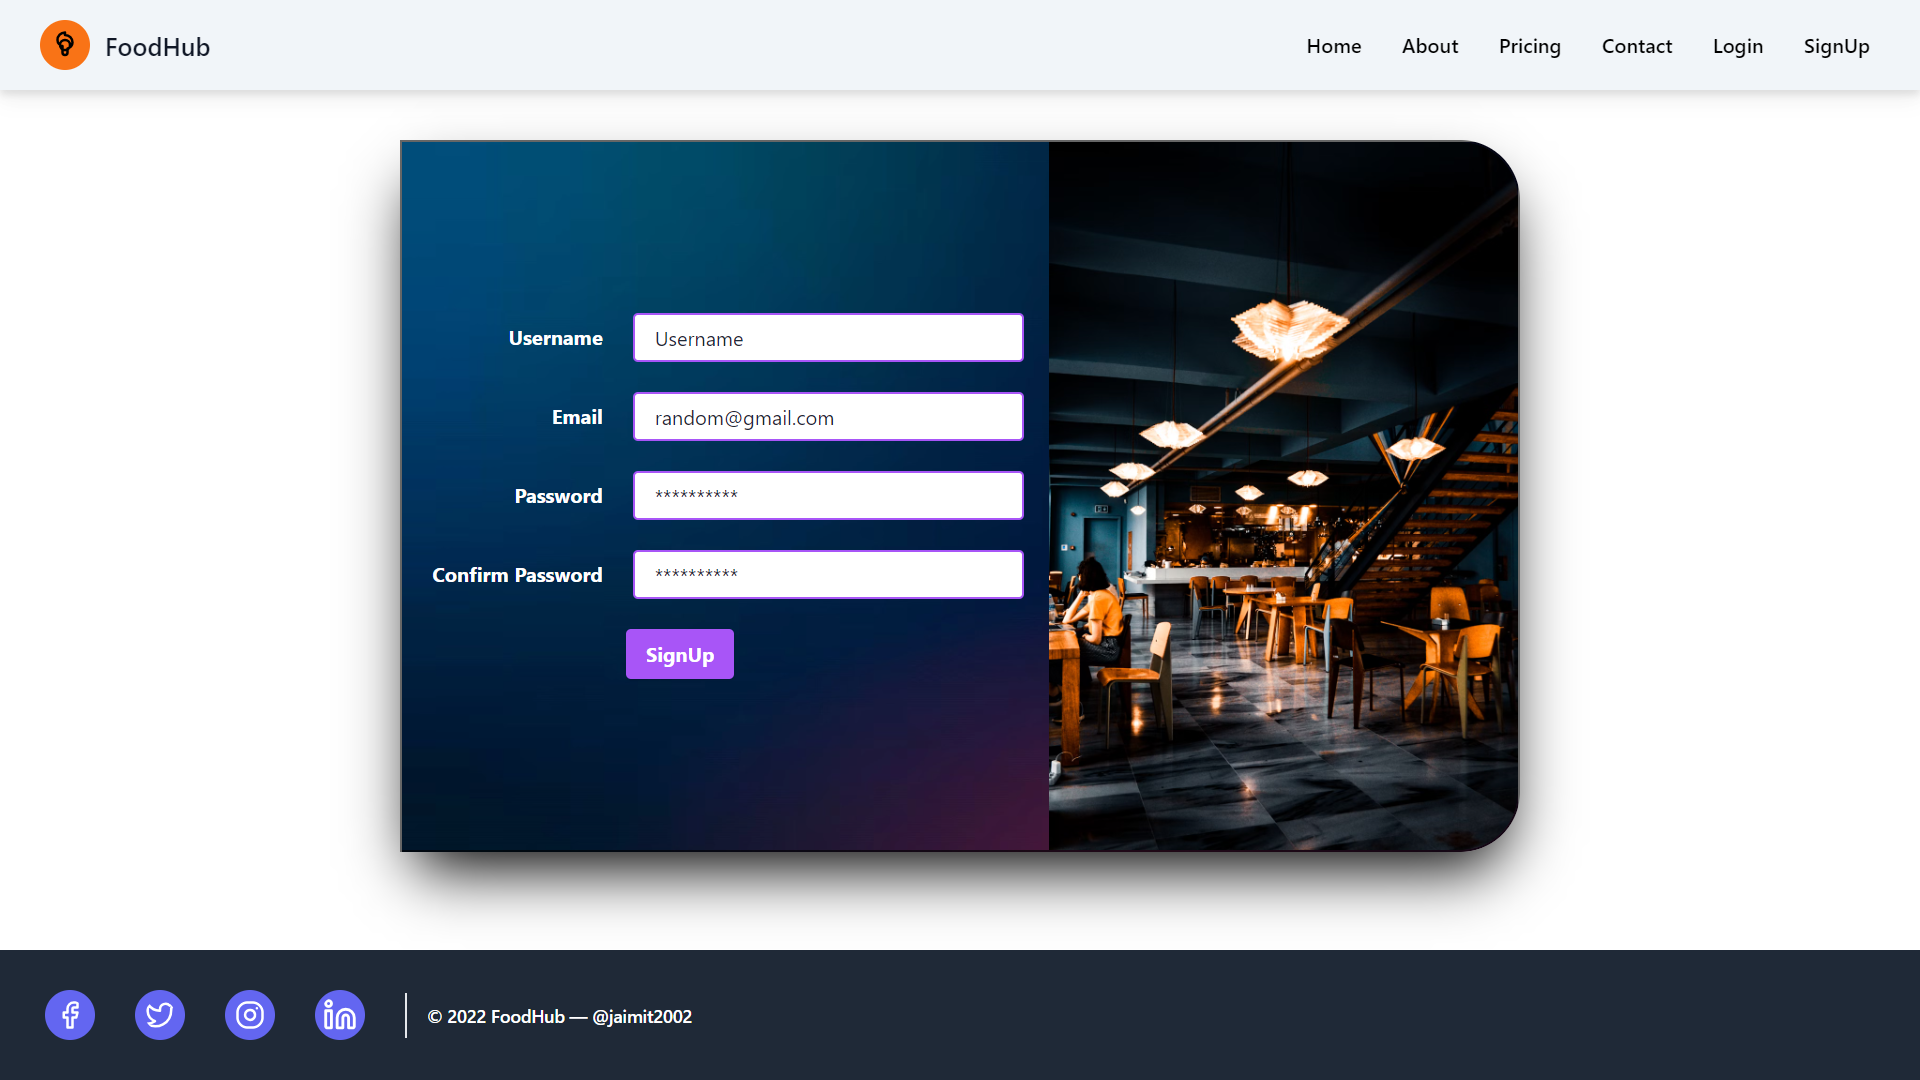 FoodHub
Home About Pricing Contact Login SignUp
Username Username
Email random@gmail.com
Password **********
Confirm Password **********
SignUp
© 2022 FoodHub — @jaimit2002